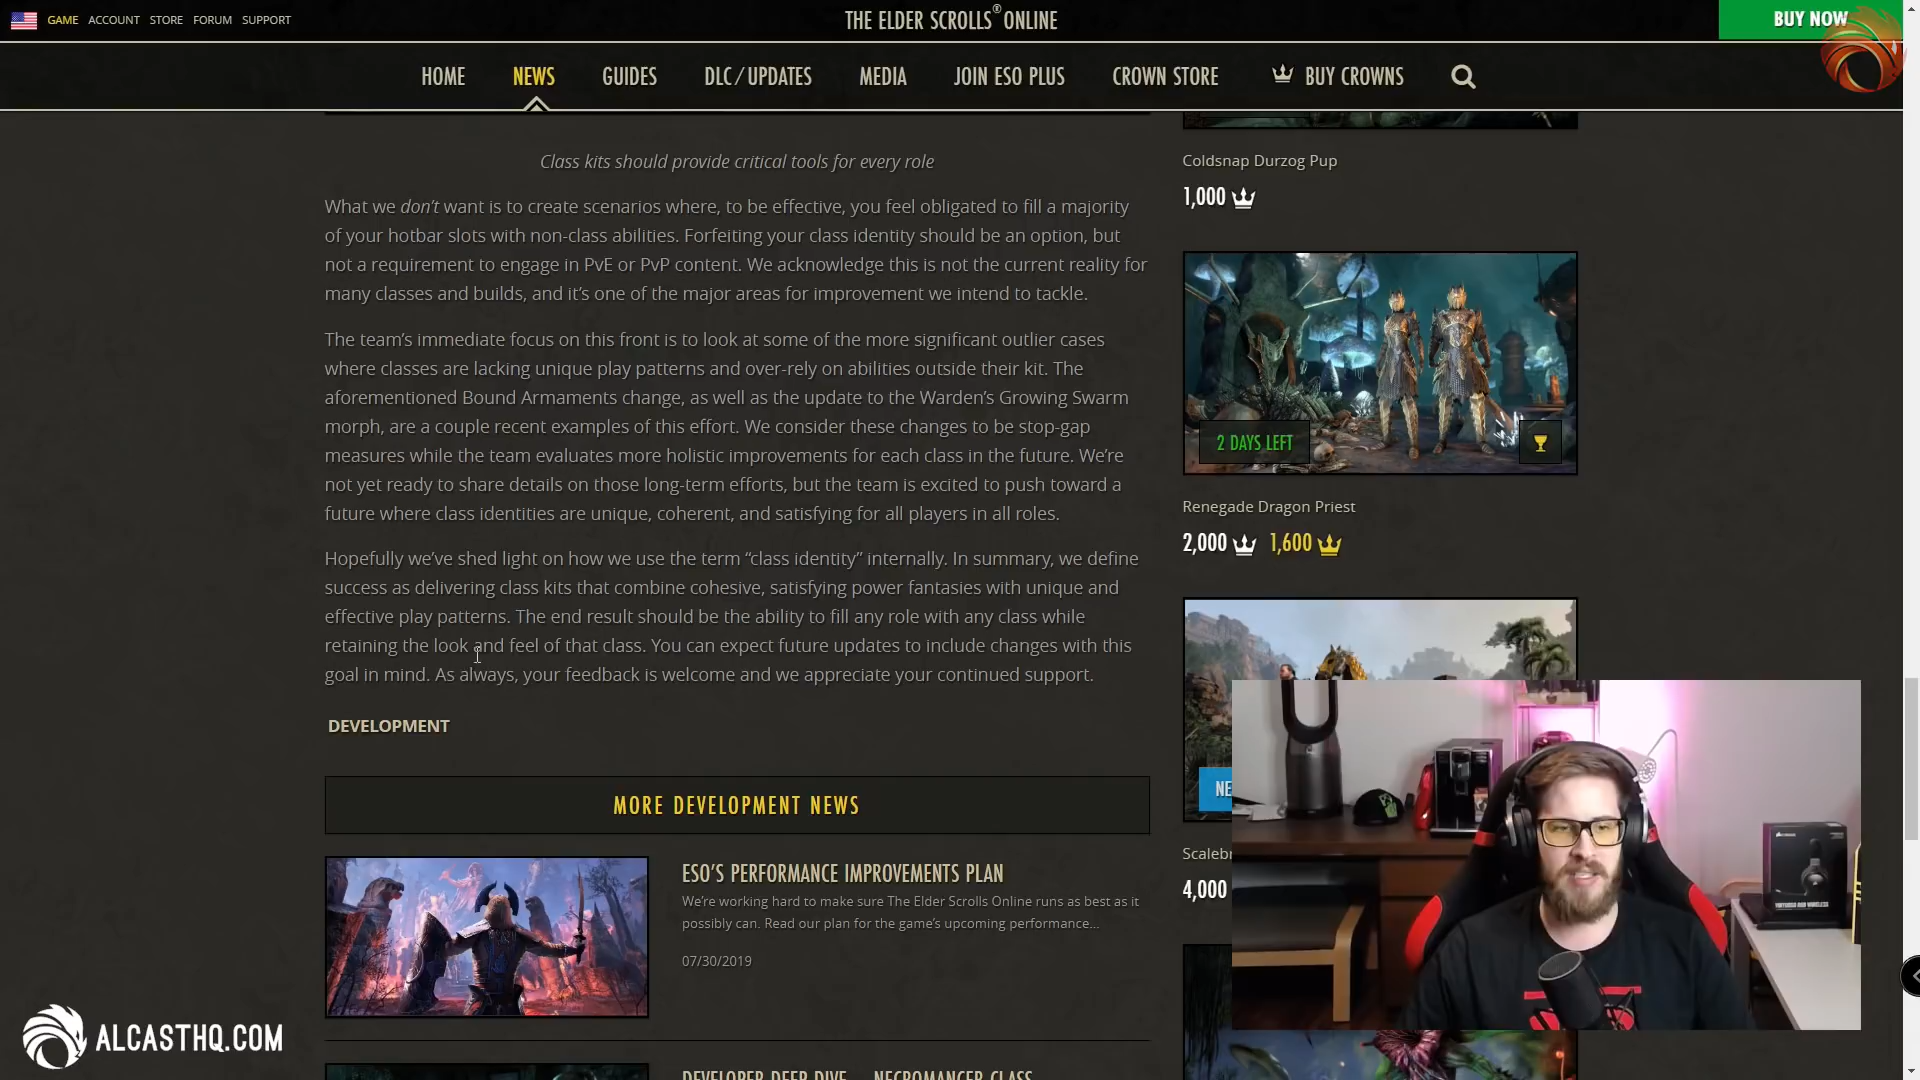 GAME ACCOUNT STORE FORUM SUPPORT
THE ELDER SCROLLS® ONLINE
BUY NOW
HOME NEWS GUIDES DLC/UPDATES MEDIA JOIN ESO PLUS CROWN STORE BUY CROWNS
Class kits should provide critical tools for every role
What we don't want is to create scenarios where, to be effective, you feel obligated to fill a majority
of your hotbar slots with non-class abilities. Forfeiting your class identity should be an option, but
not a requirement to engage in PvE or PvP content. We acknowledge this is not the current reality for
many classes and builds, and it's one of the major areas for improvement we intend to tackle.
The team's immediate focus on this front is to look at some of the more significant outlier cases
where classes are lacking unique play patterns and over-rely on abilities outside their kit. The
aforementioned Bound Armaments change, as well as the update to the Warden's Growing Swarm
morph, are a couple recent examples of this effort. We consider these changes to be stop-gap
measures while the team evaluates more holistic improvements for each class in the future. We're
not yet ready to share details on those long-term efforts, but the team is excited to push toward a
future where class identities are unique, coherent, and satisfying for all players in all roles.
Hopefully we've shed light on how we use the term “class identity” internally. In summary, we define
success as delivering class kits that combine cohesive, satisfying power fantasies with unique and
effective play patterns. The end result should be the ability to fill any role with any class while
retaining the look and feel of that class. You can expect future updates to include changes with this
goal in mind. As always, your feedback is welcome and we appreciate your continued support.
DEVELOPMENT
MORE DEVELOPMENT NEWS
ESO'S PERFORMANCE IMPROVEMENTS PLAN
We're working hard to make sure The Elder Scrolls Online runs as best as it
possibly can. Read our plan for the game's upcoming performance...
07/30/2019
DEVELOPER DEEP DIVE — NECROMANCER CLASS
Coldsnap Durzog Pup
1,000
2 DAYS LEFT
Renegade Dragon Priest
2,000 1,600
NE
Scalebr
4,000
ALCASTHQ.COM